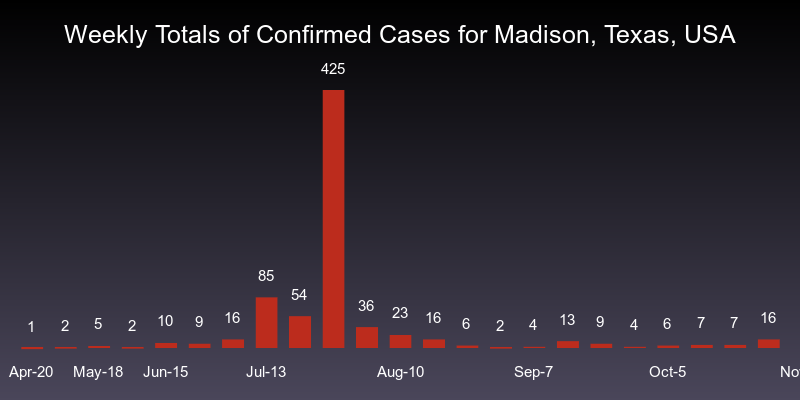 Weekly Totals of Confirmed Cases for Madison, Texas, USA
425
85
54
36
23
1 2 5 2 10 9 16 16 6 2 4 13 9 4 6 7 7 16
Apr-20 May-18 Jun-15 Jul-13 Aug-10 Sep-7 Oct-5 Nov